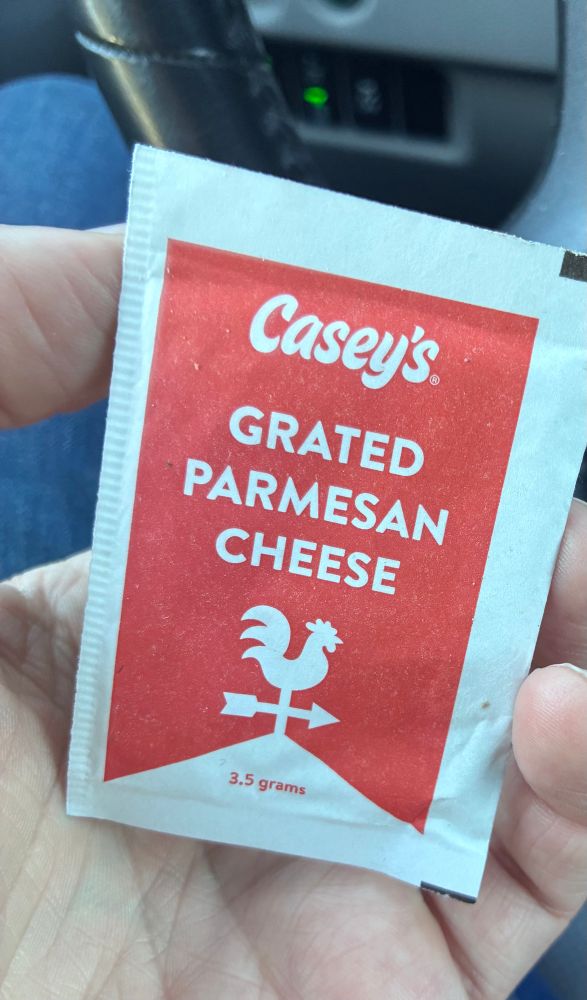 Casey's®
GRATED
PARMESAN
CHEESE
3.5 grams